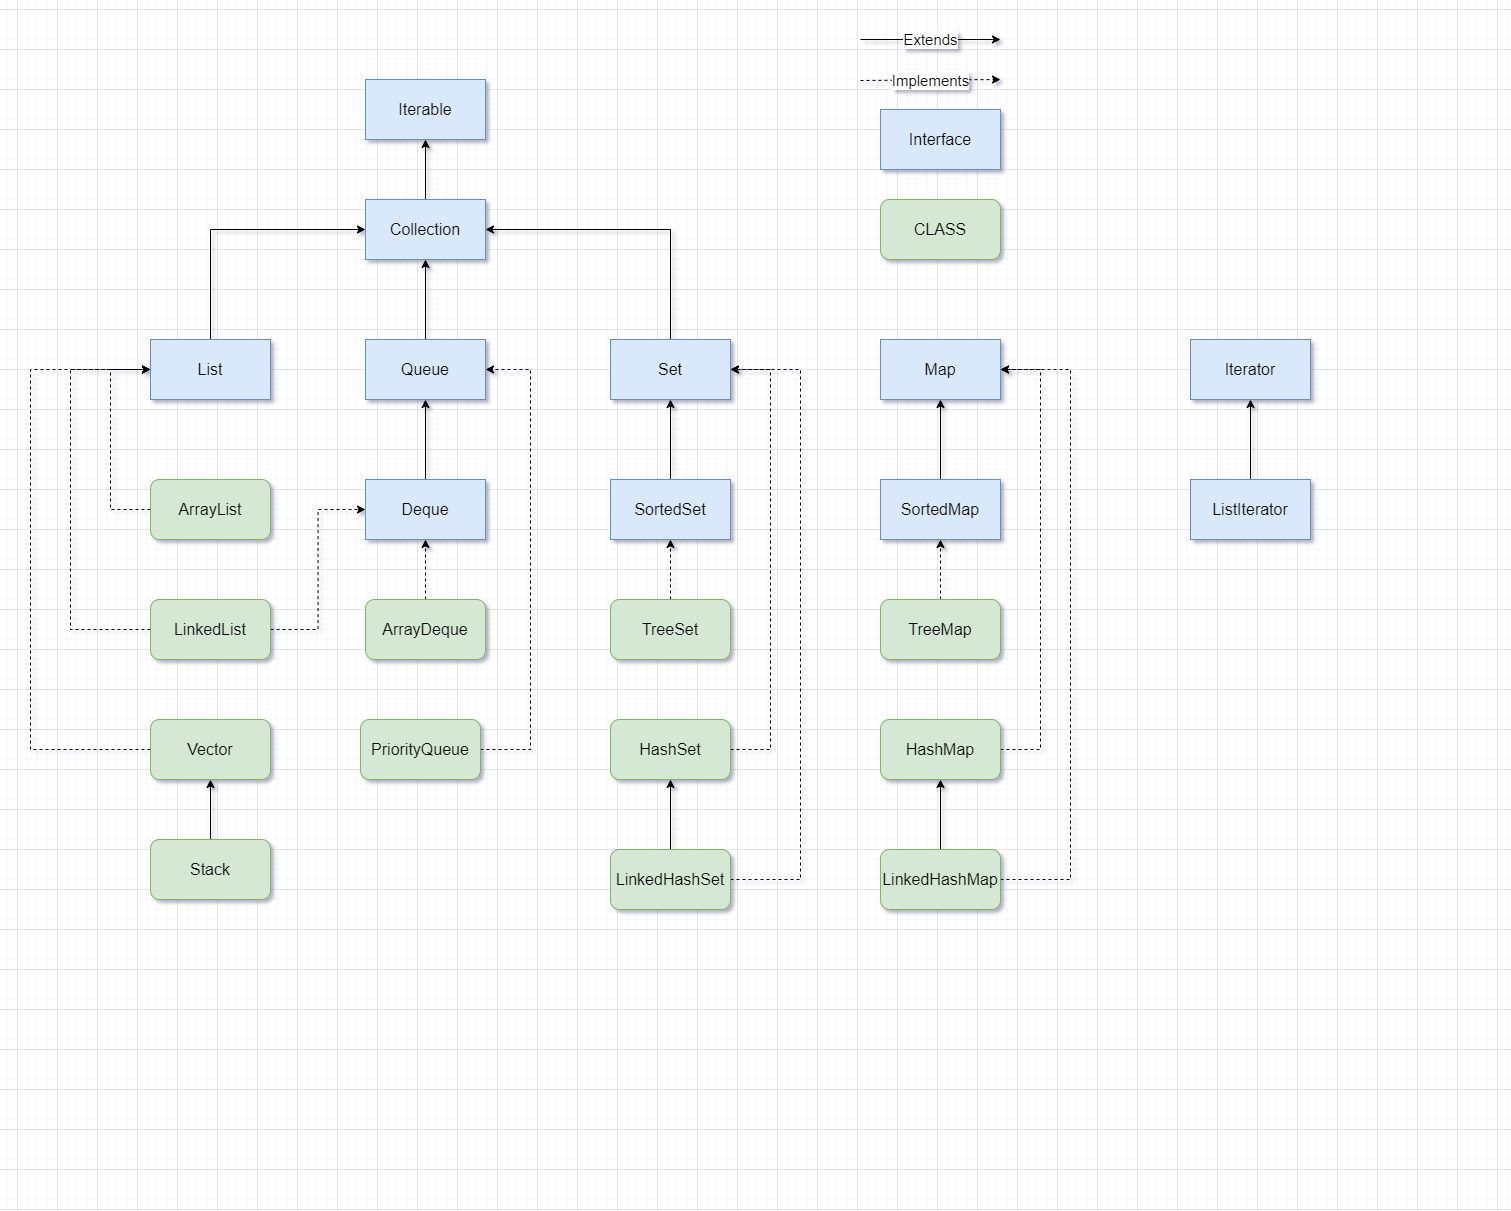 Extends
Implements
Iterable
Interface
Collection
CLASS
List
Queue
Set
Map
Iterator
ArrayList
Deque
SortedSet
SortedMap
ListIterator
LinkedList
ArrayDeque
TreeSet
TreeMap
Vector
PriorityQueue
HashSet
HashMap
Stack
LinkedHashSet
LinkedHashMap